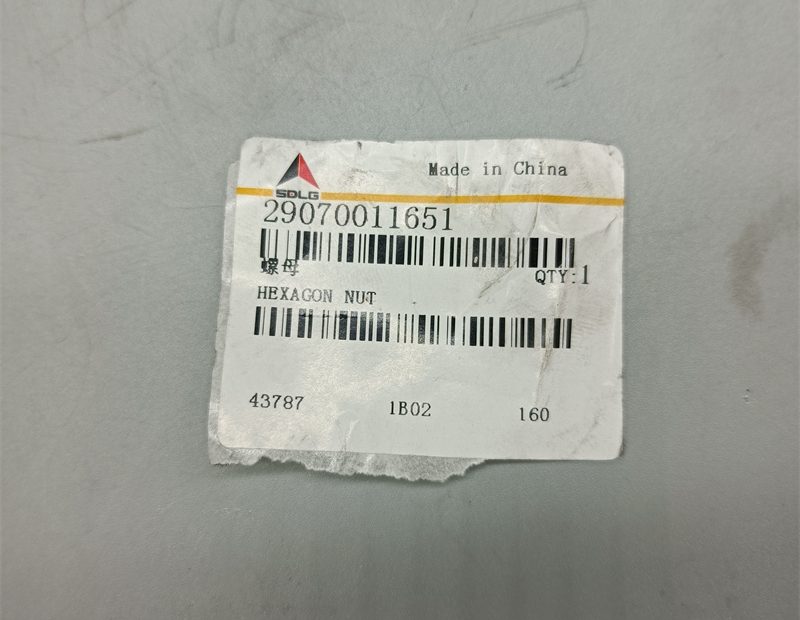 Made in China
SDLG
29070011651
螺母
QTY:1
HEXAGON NUT
43787 1B02 160